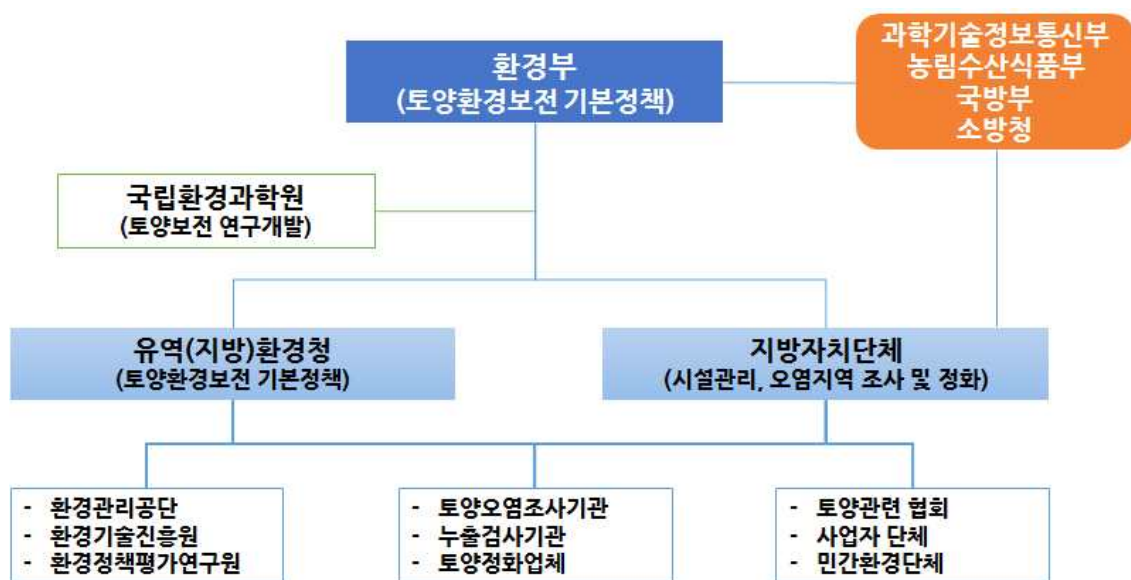 환경부
(토양환경보전 기본정책)
과학기술정보통신부
농림수산식품부
국방부
소방청
국립환경과학원
(토양보전 연구개발)
유역(지방)환경청
(토양환경보전 기본정책)
지방자치단체
(시설관리, 오염지역 조사 및 정화)
- 환경관리공단
- 환경기술진흥원
- 환경정책평가연구원
- 토양오염조사기관
- 누출검사기관
- 토양정화업체
- 토양관련 협회
- 사업자 단체
- 민간환경단체